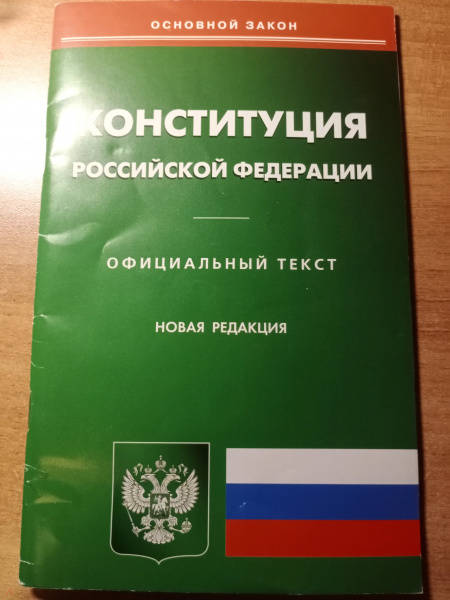 ОСНОВНОЙ ЗАКОН
КОНСТИТУЦИЯ
РОССИЙСКОЙ ФЕДЕРАЦИИ
ОФИЦИАЛЬНЫЙ ТЕКСТ
НОВАЯ РЕДАКЦИЯ